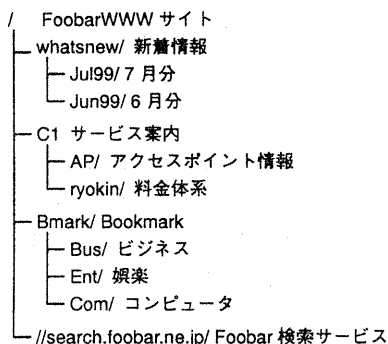 / FoobarWWW サイト
whatsnew/ 新着情報
Jul99/ 7 月分
Jun99/ 6 月分
C1 サービス案内
AP/ アクセスポイント情報
ryokin/ 料金体系
Bmark/ Bookmark
Bus/ ビジネス
Ent/ 娯楽
Com/ コンピュータ
//search.foobar.ne.jp/ Foobar 検索サービス